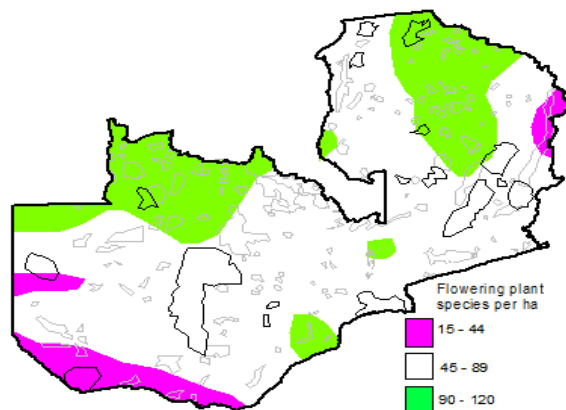 Flowering plant
species per ha
15 - 44
45 - 89
90 - 120